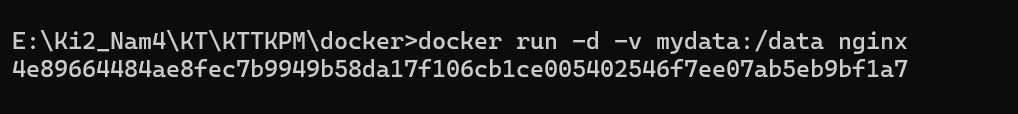 E:\Ki2_Nam4\KT\KTTKPM\docker>docker run -d -v mydata:/data nginx
4e89664484ae8fec7b9949b58da17f106cb1ce005402546f7ee07ab5eb9bf1a7